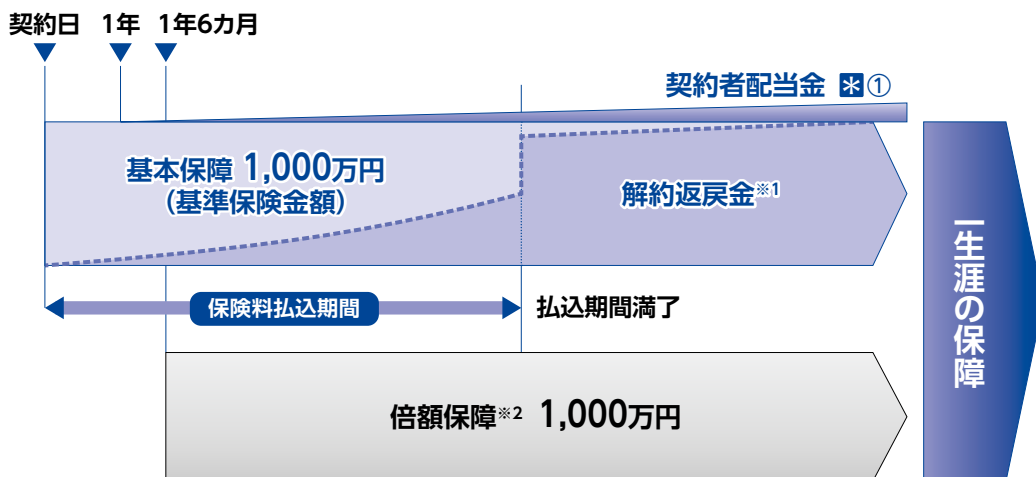 契約日 1年 1年6カ月
契約者配当金 *①
基本保障 1,000万円
（基準保険金額）
解約返戻金※1
保険料払込期間
払込期間満了
倍額保障※2 1,000万円
一生涯の保障